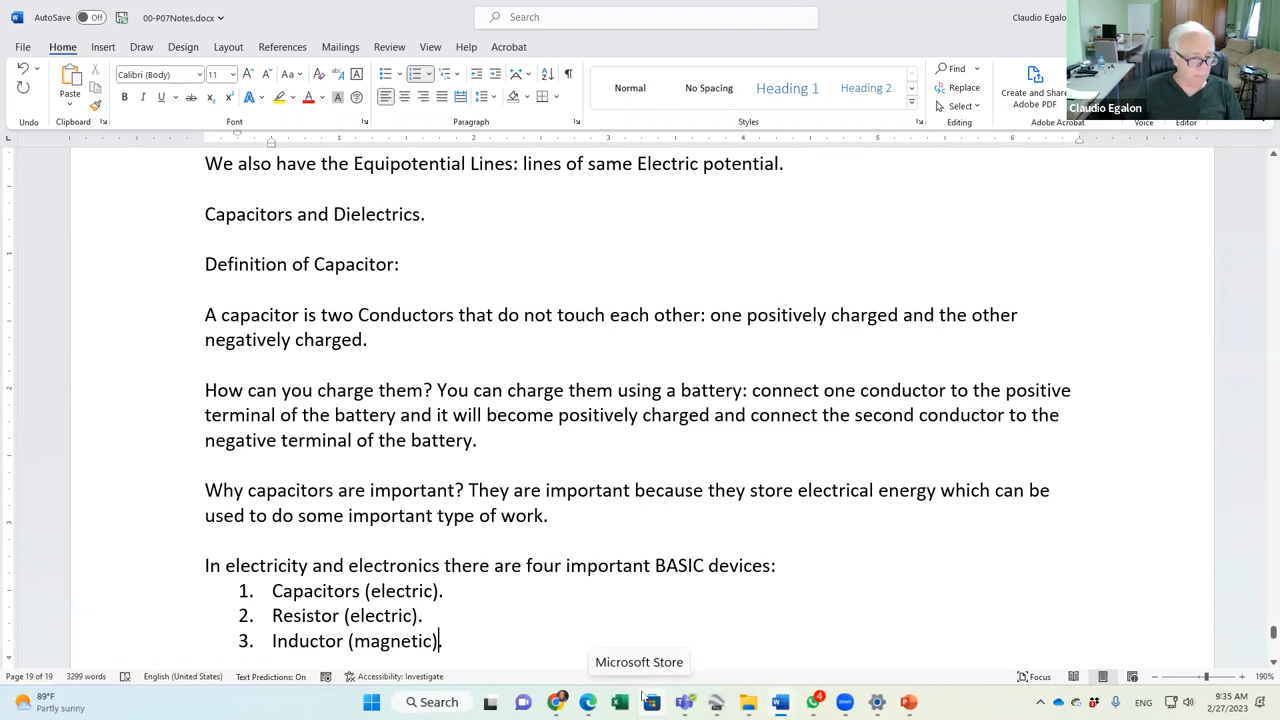 AutoSave Off 00-P07Notes.docx Search Claudio Egalon
File Home Insert Draw Design Layout References Mailings Review View Help Acrobat
Calibri (Body) 11 Aa Find
Paste Normal No Spacing Heading 1 Heading 2 Replace Create and Share
Adobe PDF
Select Claudio Egalon
Undo Clipboard Font Paragraph Styles Editing Adobe Acrobat Voice Editor
1 2 3 4 5 6
We also have the Equipotential Lines: lines of same Electric potential.
Capacitors and Dielectrics.
Definition of Capacitor:
A capacitor is two Conductors that do not touch each other: one positively charged and the other
negatively charged.
How can you charge them? You can charge them using a battery: connect one conductor to the positive
terminal of the battery and it will become positively charged and connect the second conductor to the
negative terminal of the battery.
Why capacitors are important? They are important because they store electrical energy which can be
used to do some important type of work.
In electricity and electronics there are four important BASIC devices:
1. Capacitors (electric).
2. Resistor (electric).
3. Inductor (magnetic).
Microsoft Store
Page 19 of 19 3299 words English (United States) Text Predictions: On Accessibility: Investigate Focus 190%
89°F
Partly sunny
Search 4 ENG
9:35 AM
2/27/2023